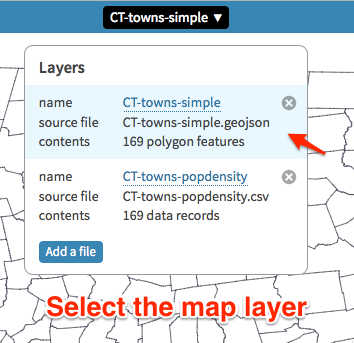 CT-towns-simple ▼
Layers
name CT-towns-simple
source file CT-towns-simple.geojson
contents 169 polygon features
name CT-towns-popdensity
source file CT-towns-popdensity.csv
contents 169 data records
Add a file
Select the map layer